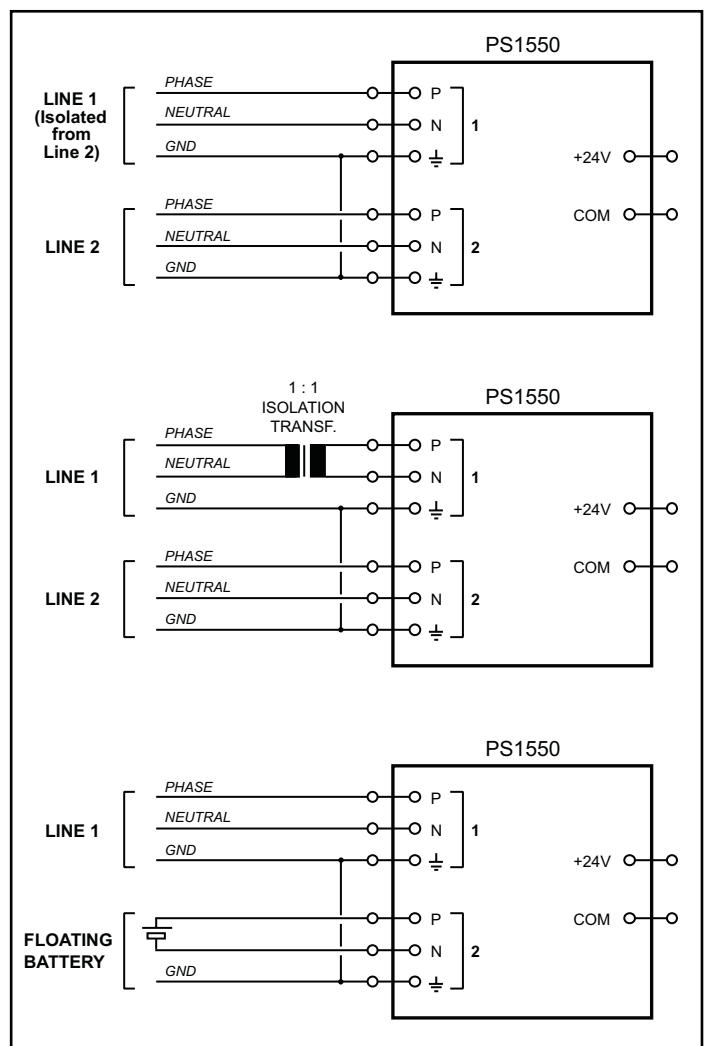 PS1550
LINE 1
(Isolated
from
Line 2)
PHASE
NEUTRAL
GND
P
N
1
+24V
COM
LINE 2
PHASE
NEUTRAL
GND
P
N
2
PS1550
1 : 1
ISOLATION
TRANSF.
LINE 1
PHASE
NEUTRAL
GND
P
N
1
+24V
COM
LINE 2
PHASE
NEUTRAL
GND
P
N
2
PS1550
LINE 1
PHASE
NEUTRAL
GND
P
N
1
+24V
COM
FLOATING
BATTERY
GND
P
N
2